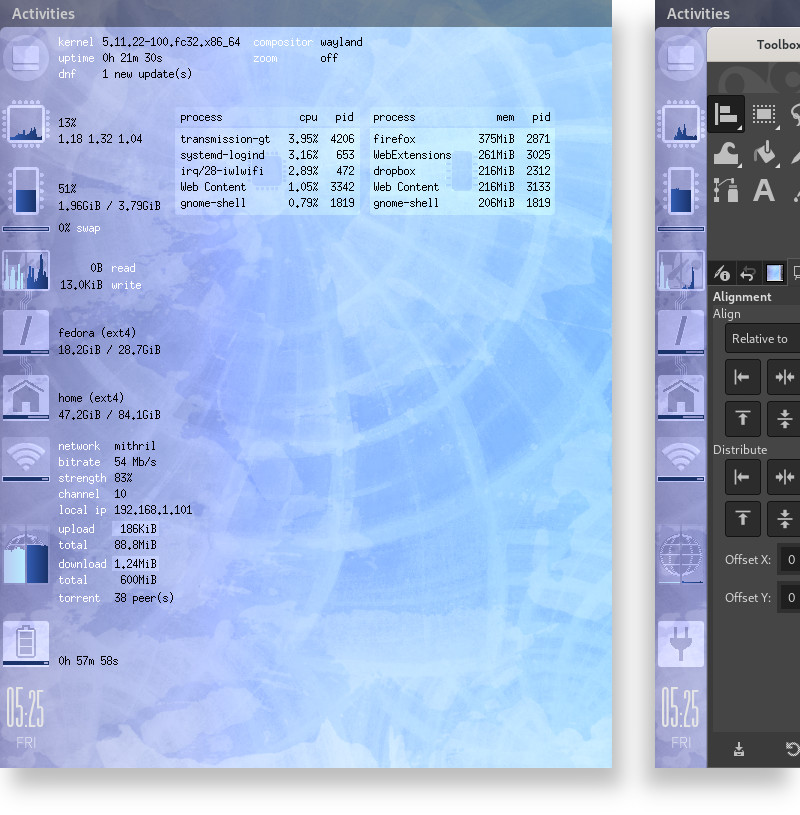 Activities
kernel 5.11.22-100.fc32.x86_64 compositor wayland
uptime 0h 21m 30s zoom off
dnf 1 new update(s)
13%
1.18 1.32 1.04
process cpu pid
transmission-gt 3.95% 4206
systemd-logind 3.16% 653
irq/28-iwlwifi 2.89% 472
Web Content 1.05% 3342
gnome-shell 0.79% 1819
process mem pid
firefox 375MiB 2871
WebExtensions 261MiB 3025
dropbox 216MiB 2312
Web Content 216MiB 3133
gnome-shell 206MiB 1819
51%
1.96GiB / 3.79GiB
0% swap
0B read
13.0KiB write
fedora (ext4)
18.2GiB / 28.7GiB
home (ext4)
47.2GiB / 84.1GiB
network mithril
bitrate 54 Mb/s
strength 83%
channel 10
local ip 192.168.1.101
upload 186KiB
total 88.8MiB
download 1.24MiB
total 600MiB
torrent 38 peer(s)
0h 57m 58s
05:25
FRI
Activities
Toolbox
A
Alignment
Align
Relative to
Distribute
Offset X: 0
Offset Y: 0
05:25
FRI